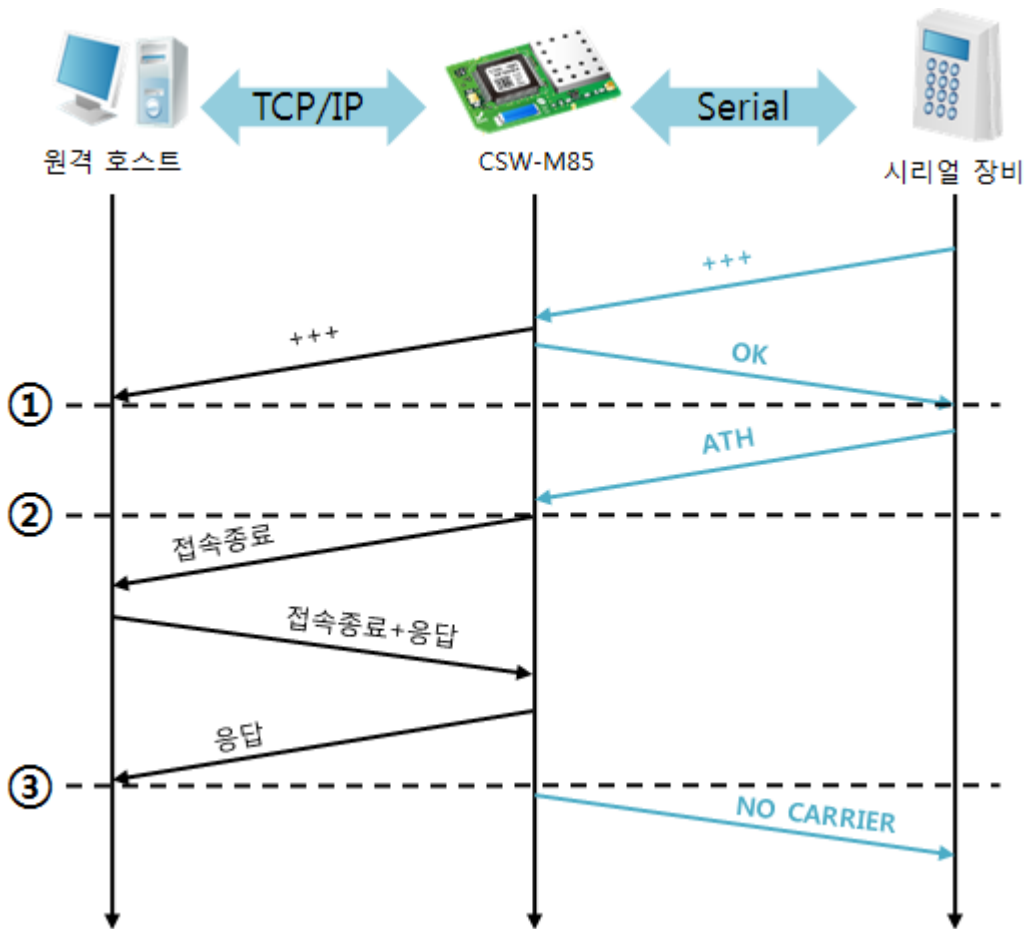 TCP/IP
Serial
원격 호스트
CSW-M85
시리얼 장비
+++
+++
OK
①
ATH
②
접속종료
접속종료+응답
응답
③
NO CARRIER